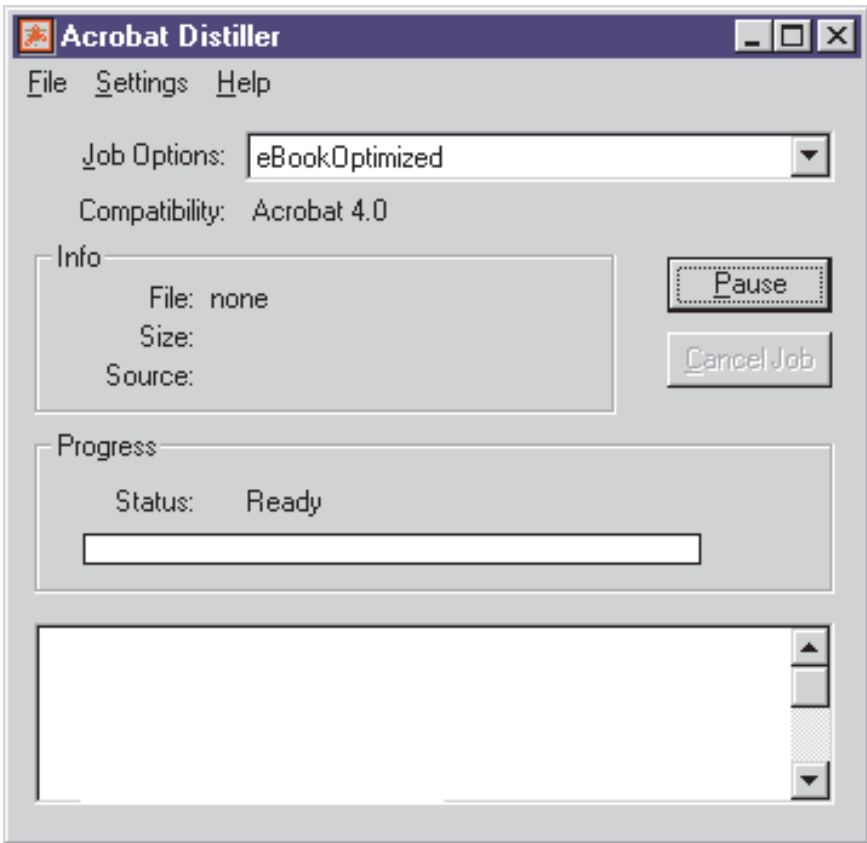 Acrobat Distiller
File Settings Help
Job Options: eBookOptimized
Compatibility: Acrobat 4.0
Info
File: none
Size:
Source:
Pause
Cancel Job
Progress
Status: Ready